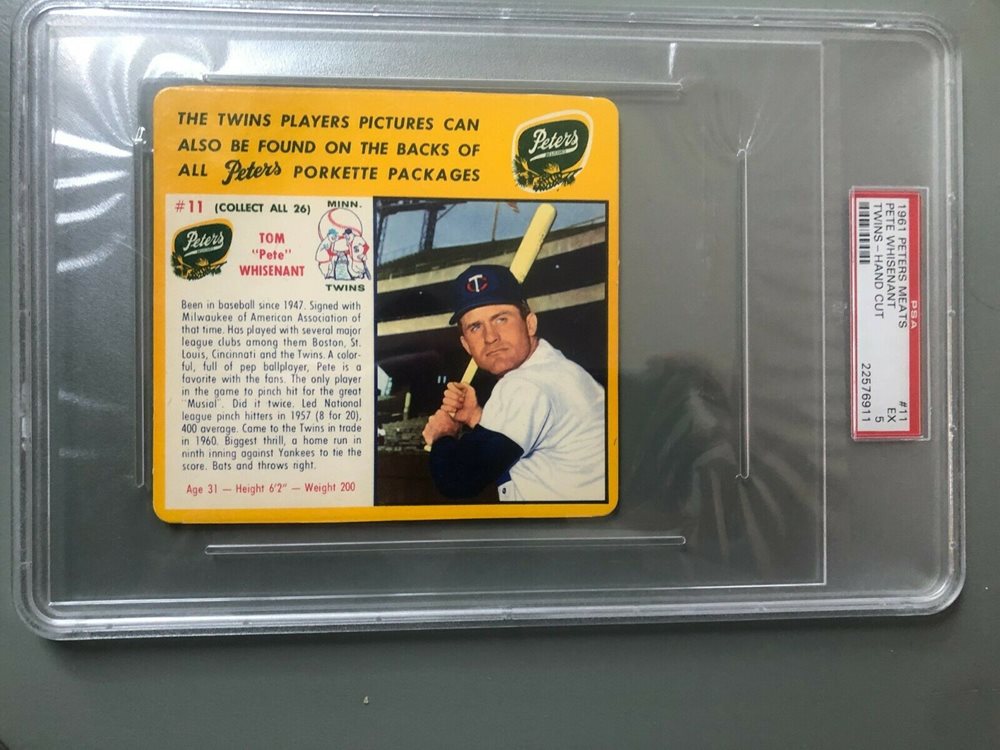 THE TWINS PLAYERS PICTURES CAN
ALSO BE FOUND ON THE BACKS OF
ALL Peter's PORKETTE PACKAGES
Peter's
#11 (COLLECT ALL 26)
Peter's
TOM
"Pete"
WHISENANT
MINN.
TWINS
Been in baseball since 1947. Signed with
Milwaukee of American Association of
that time. Has played with several major
league clubs among them Boston, St.
Louis, Cincinnati and the Twins. A color-
ful, full of pep ballplayer, Pete is a
favorite with the fans. The only player
in the game to pinch hit for the great
"Musial". Did it twice. Led National
league pinch hitters in 1957 (8 for 20),
400 average. Came to the Twins in trade
in 1960. Biggest thrill, a home run in
ninth inning against Yankees to tie the
score. Bats and throws right.
Age 31 — Height 6'2" — Weight 200
TC
PSA
1961 PETERS MEATS #11
PETE WHISENANT EX
TWINS - HAND CUT 5
22576911